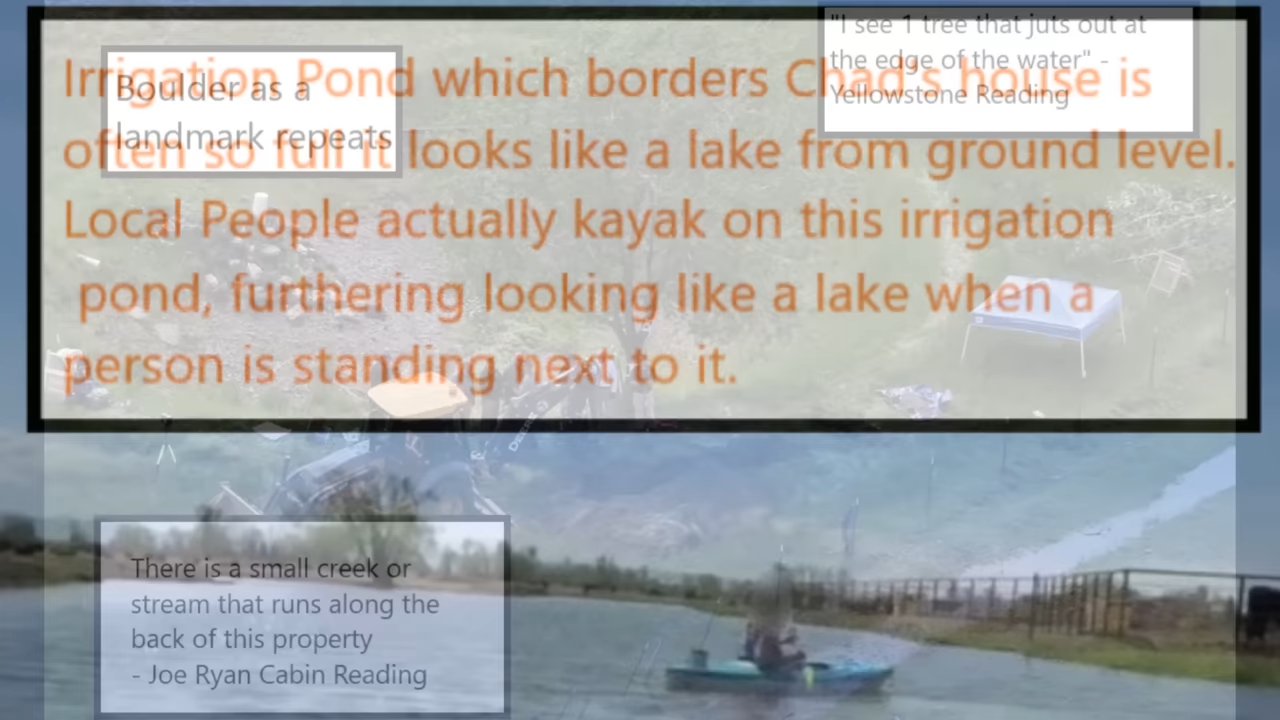 "I see 1 tree that juts out at
the edge of the water" -
Yellowstone Reading
Boulder as a
landmark repeats
Irrigation Pond which borders Chad's house is
often so full it looks like a lake from ground level.
Local People actually kayak on this irrigation
pond, furthering looking like a lake when a
person is standing next to it.
DEERE
There is a small creek or
stream that runs along the
back of this property
- Joe Ryan Cabin Reading